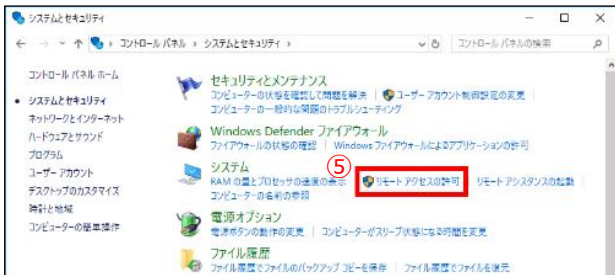 システムとセキュリティ
コントロール パネル › システムとセキュリティ ›
コントロール パネルの検索
コントロール パネル ホーム
システムとセキュリティ
ネットワークとインターネット
ハードウェアとサウンド
プログラム
ユーザー アカウント
デスクトップのカスタマイズ
時計と地域
コンピューターの簡単操作
セキュリティとメンテナンス
コンピューターの状態を確認して問題を解決 | ユーザー アカウント制御設定の変更
コンピューターの一般的な問題のトラブルシューティング
Windows Defender ファイアウォール
ファイアウォールの状態の確認 | Windows ファイアウォールによるアプリケーションの許可
システム
⑤
RAM の量とプロセッサの速度の表示 リモート アクセスの許可 リモート アシスタンスの起動
コンピューターの名前の参照
電源オプション
電源ボタンの動作の変更 | コンピューターがスリープ状態になる時間を変更
ファイル履歴
ファイル履歴でファイルのバックアップ コピーを保存 | ファイル履歴でファイルを復元